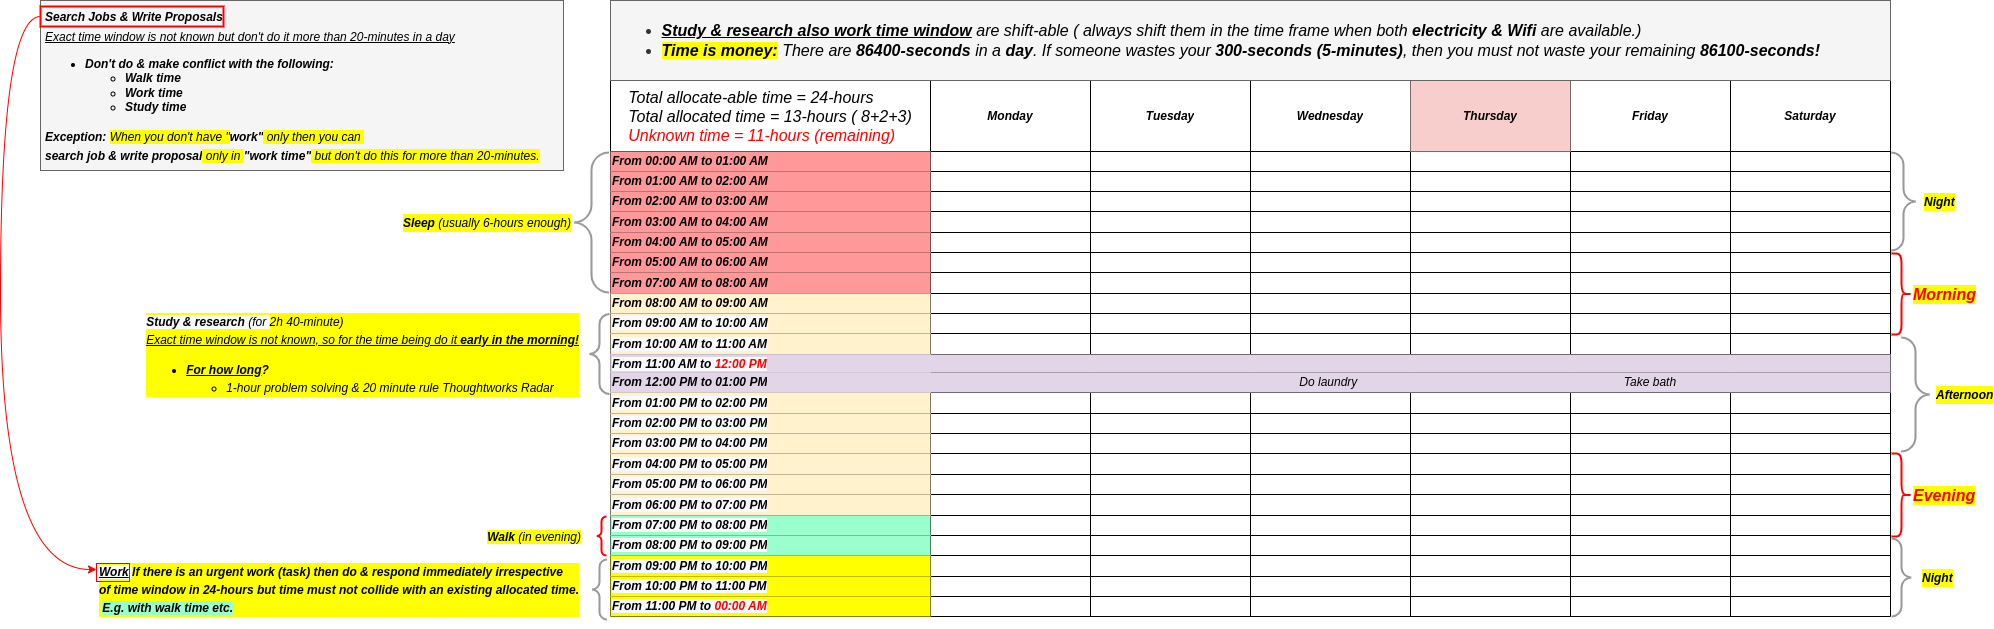 Search Jobs & Write Proposals
Exact time window is not known but don't do it more than 20-minutes in a day
Don't do & make conflict with the following:
Walk time
Work time
Study time
Exception: When you don't have "work" only then you can
search job & write proposal only in "work time" but don't do this for more than 20-minutes.
Study & research also work time window are shift-able ( always shift them in the time frame when both electricity & Wifi are available.)
Time is money: There are 86400-seconds in a day. If someone wastes your 300-seconds (5-minutes), then you must not waste your remaining 86100-seconds!
Total allocate-able time = 24-hours
Total allocated time = 13-hours ( 8+2+3)
Unknown time = 11-hours (remaining)
Monday
Tuesday
Wednesday
Thursday
Friday
Saturday
From 00:00 AM to 01:00 AM
From 01:00 AM to 02:00 AM
From 02:00 AM to 03:00 AM
From 03:00 AM to 04:00 AM
From 04:00 AM to 05:00 AM
From 05:00 AM to 06:00 AM
From 07:00 AM to 08:00 AM
From 08:00 AM to 09:00 AM
From 09:00 AM to 10:00 AM
From 10:00 AM to 11:00 AM
From 11:00 AM to 12:00 PM
From 12:00 PM to 01:00 PM
Do laundry
Take bath
From 01:00 PM to 02:00 PM
From 02:00 PM to 03:00 PM
From 03:00 PM to 04:00 PM
From 04:00 PM to 05:00 PM
From 05:00 PM to 06:00 PM
From 06:00 PM to 07:00 PM
From 07:00 PM to 08:00 PM
From 08:00 PM to 09:00 PM
From 09:00 PM to 10:00 PM
From 10:00 PM to 11:00 PM
From 11:00 PM to 00:00 AM
Sleep (usually 6-hours enough)
Study & research (for 2h 40-minute)
Exact time window is not known, so for the time being do it early in the morning!
For how long?
1-hour problem solving & 20 minute rule Thoughtworks Radar
Walk (in evening)
Work If there is an urgent work (task) then do & respond immediately irrespective
of time window in 24-hours but time must not collide with an existing allocated time.
E.g. with walk time etc.
Night
Morning
Afternoon
Evening
Night